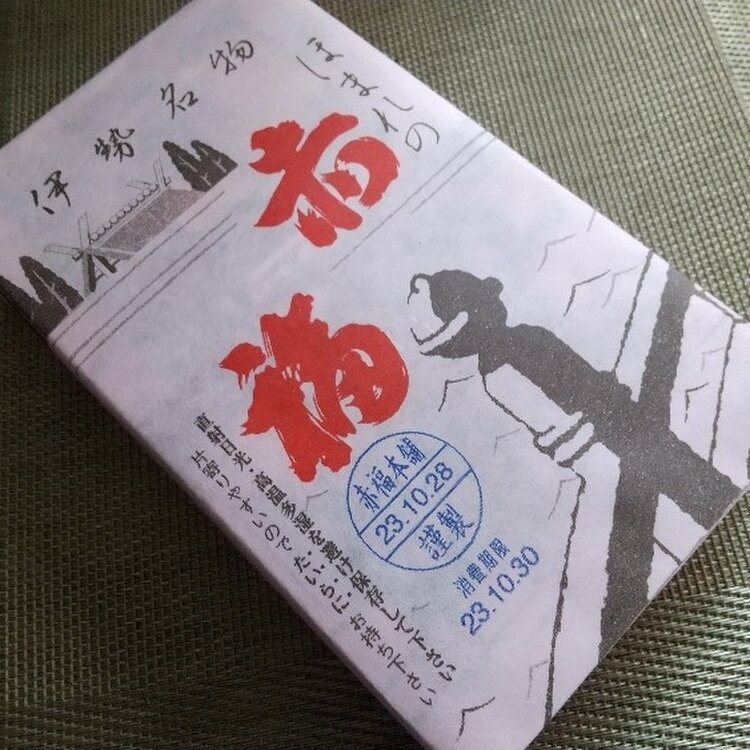 ほまれの
赤福
伊勢名物
直射日光、高温多湿を避け保存して下さい
片寄りやすいのでたいらにお持ち下さい
赤福本舗
23.10.28
謹製
消費期限
23.10.30